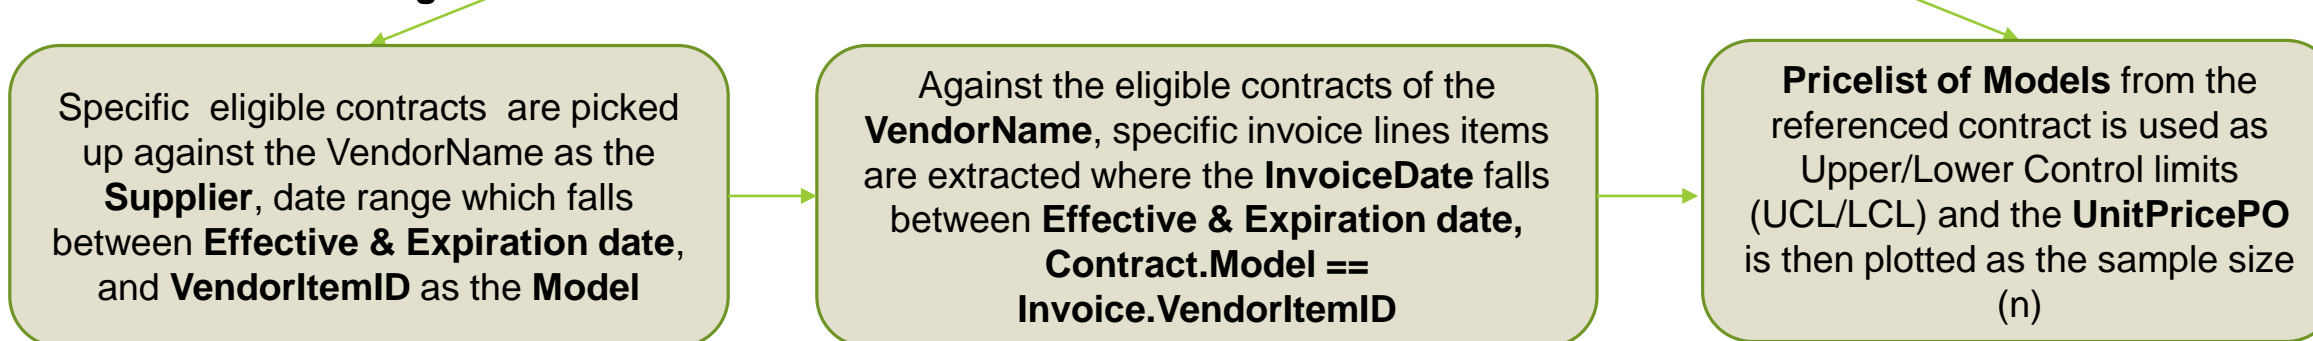 Specific eligible contracts are picked
up against the VendorName as the
Supplier, date range which falls
between Effective & Expiration date,
and VendorItemID as the Model
Against the eligible contracts of the
VendorName, specific invoice lines items
are extracted where the InvoiceDate falls
between Effective & Expiration date,
Contract.Model ==
Invoice.VendorItemID
Pricelist of Models from the
referenced contract is used as
Upper/Lower Control limits
(UCL/LCL) and the UnitPricePO
is then plotted as the sample size
(n)